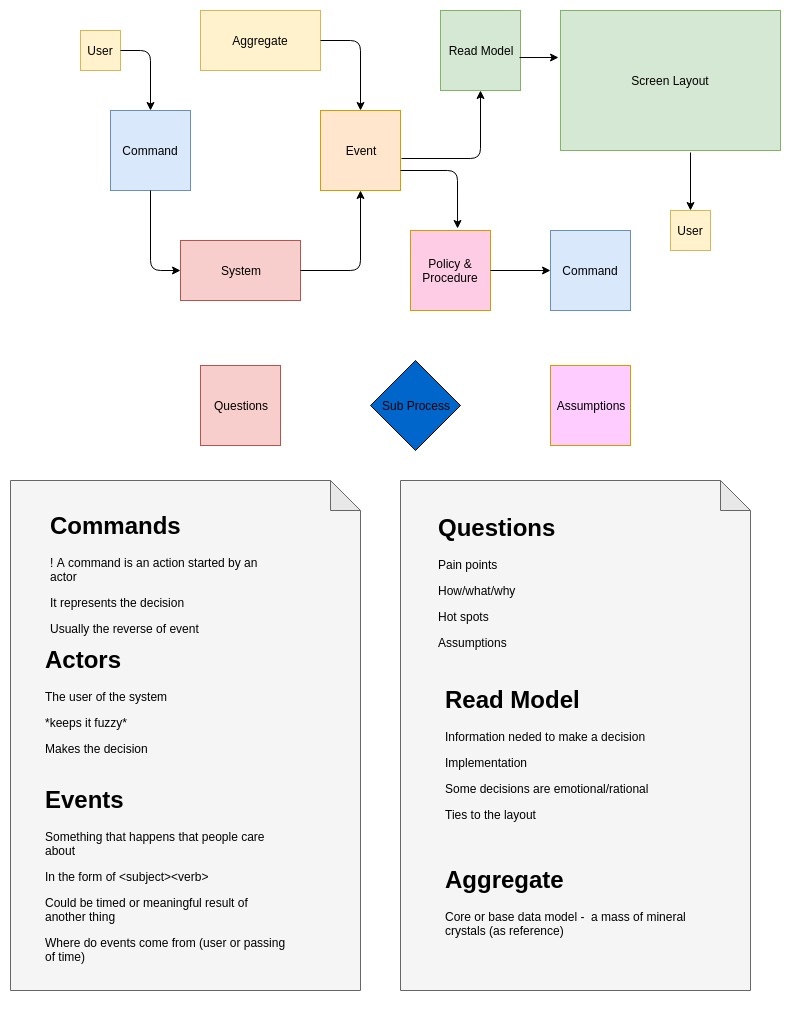 User
Aggregate
Read Model
Screen Layout
Command
Event
User
System
Policy &
Procedure
Command
Questions
Sub Process
Assumptions
Commands
! A command is an action started by an
actor
It represents the decision
Usually the reverse of event
Actors
The user of the system
*keeps it fuzzy*
Makes the decision
Events
Something that happens that people care
about
In the form of <subject><verb>
Could be timed or meaningful result of
another thing
Where do events come from (user or passing
of time)
Questions
Pain points
How/what/why
Hot spots
Assumptions
Read Model
Information neded to make a decision
Implementation
Some decisions are emotional/rational
Ties to the layout
Aggregate
Core or base data model -  a mass of mineral
crystals (as reference)